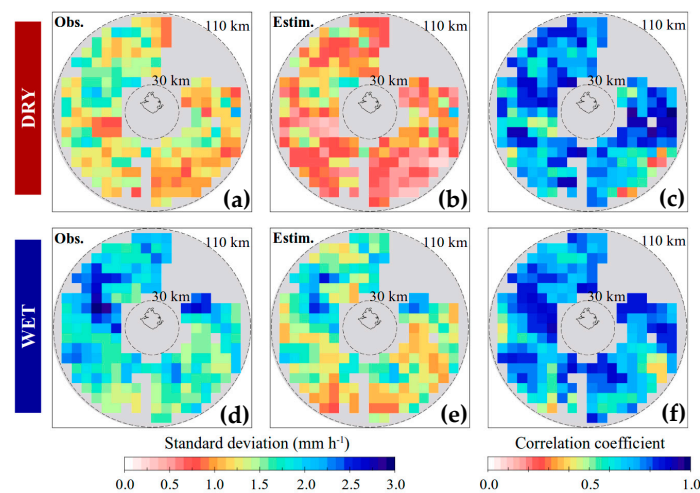 DRY
Obs.
110 km
30 km
(a)
Estim.
110 km
30 km
(b)
110 km
30 km
(c)
WET
Obs.
110 km
30 km
(d)
Estim.
110 km
30 km
(e)
110 km
30 km
(f)
Standard deviation (mm h⁻¹)
0.0 0.5 1.0 1.5 2.0 2.5 3.0
Correlation coefficient
0.0 0.5 1.0